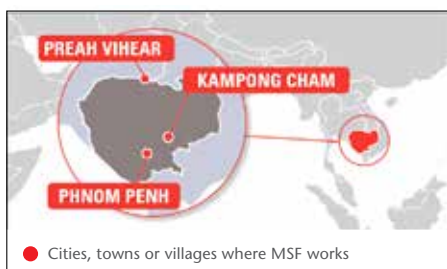 PREAH VIHEAR
KAMPONG CHAM
PHNOM PENH
Cities, towns or villages where MSF works